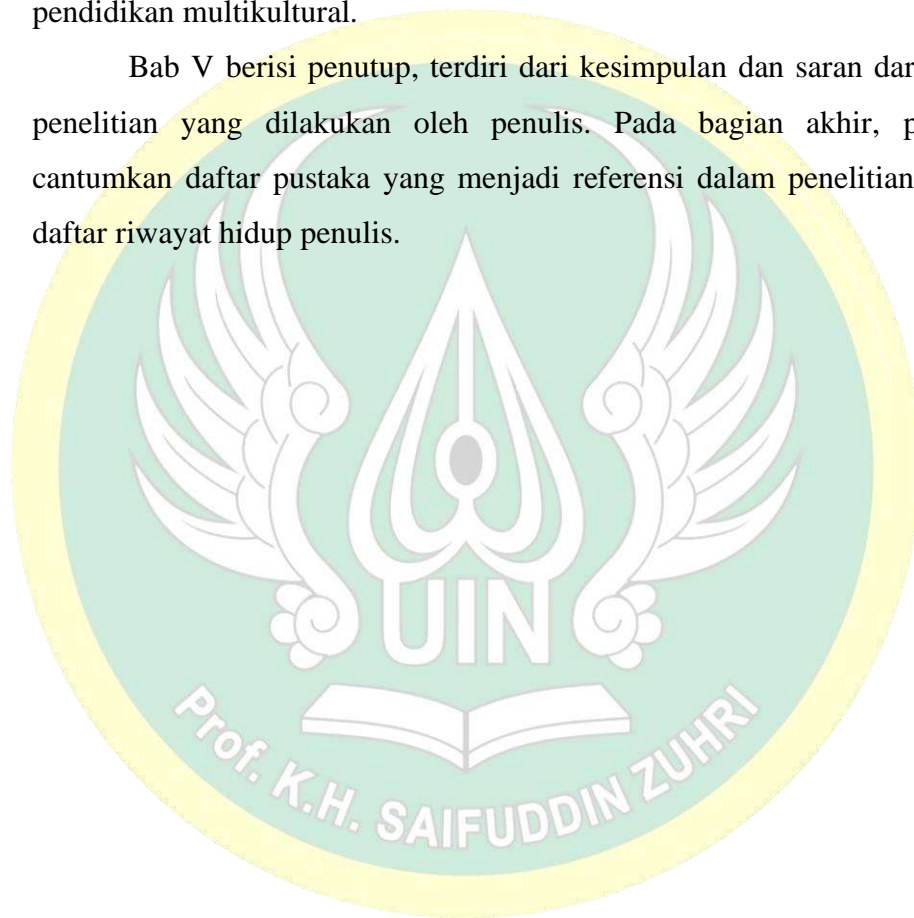 pendidikan multikultural.
Bab V berisi penutup, terdiri dari kesimpulan dan saran dar
penelitian yang dilakukan oleh penulis. Pada bagian akhir, p
cantumkan daftar pustaka yang menjadi referensi dalam penelitian
daftar riwayat hidup penulis.
UIN
Prof. K.H. SAIFUDDIN ZUHRI